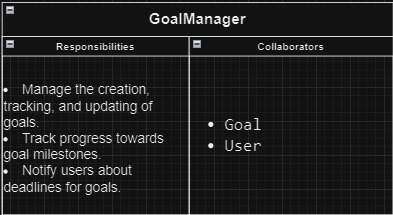 GoalManager
Responsibilities
Collaborators
• Manage the creation,
tracking, and updating of
goals.
• Track progress towards
goal milestones.
• Notify users about
deadlines for goals.
• Goal
• User